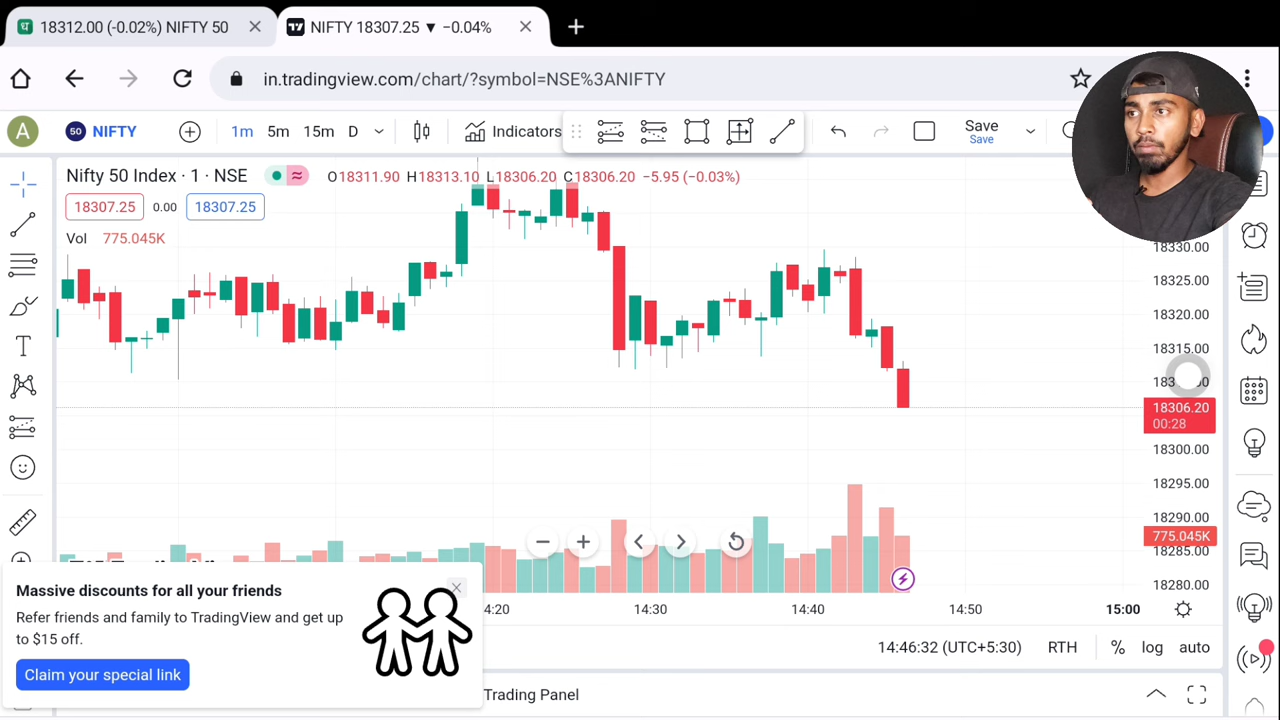 18312.00 (-0.02%) NIFTY 50
NIFTY 18307.25 ▼ −0.04%
in.tradingview.com/chart/?symbol=NSE%3ANIFTY
A
50 NIFTY
1m 5m 15m D
Indicators
Save
Save
Nifty 50 Index · 1 · NSE
O18311.90 H18313.10 L18306.20 C18306.20 −5.95 (−0.03%)
18307.25 0.00 18307.25
Vol 775.045K
18330.00
18325.00
18320.00
18315.00
18306.20
00:28
18300.00
18295.00
18290.00
775.045K
18285.00
18280.00
Massive discounts for all your friends
Refer friends and family to TradingView and get up
to $15 off.
Claim your special link
14:30 14:40 14:50 15:00
14:46:32 (UTC+5:30) RTH % log auto
Trading Panel